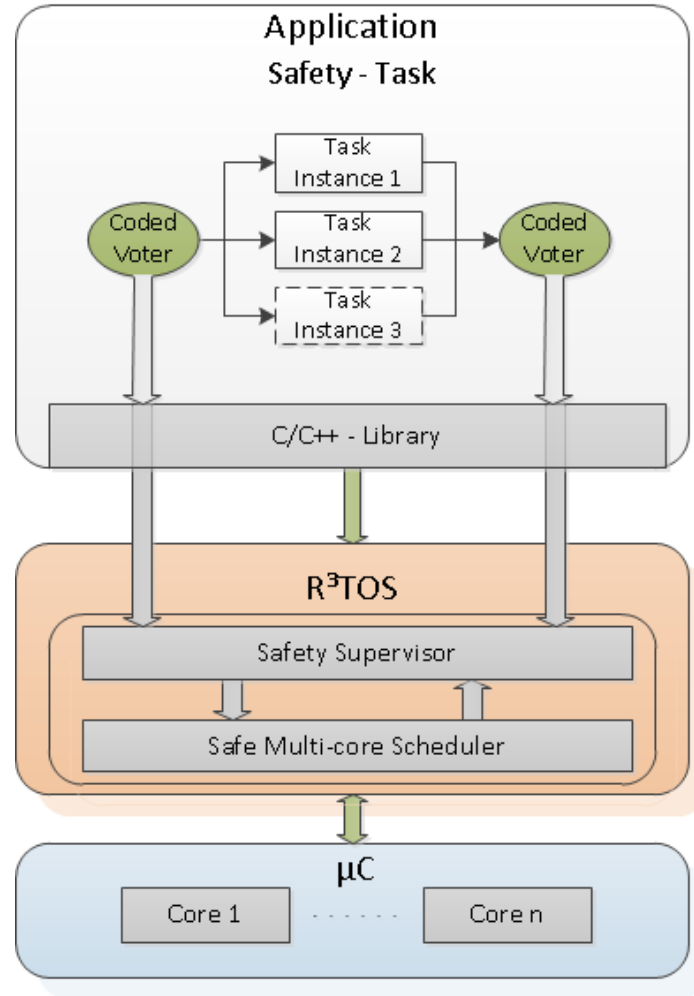 Application
Safety - Task
Task
Instance 1
Coded
Voter
Task
Instance 2
Coded
Voter
Task
Instance 3
C/C++ - Library
R³TOS
Safety Supervisor
Safe Multi-core Scheduler
µC
Core 1
. . . . . .
Core n